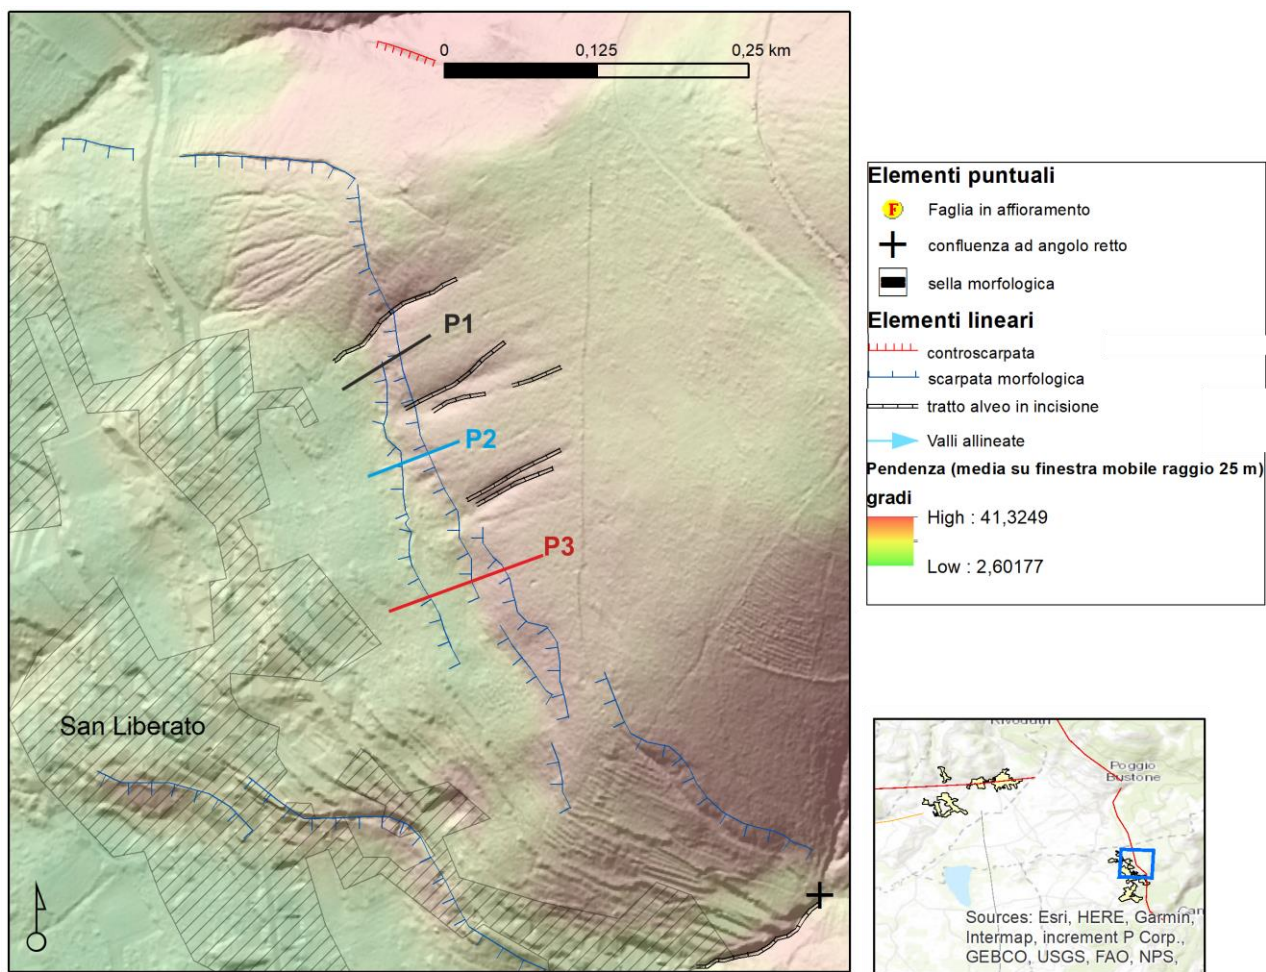 0 0,125 0,25 km
P1
P2
P3
San Liberato
Elementi puntuali
F Faglia in affioramento
confluenza ad angolo retto
sella morfologica
Elementi lineari
controscarpata
scarpata morfologica
tratto alveo in incisione
Valli allineate
Pendenza (media su finestra mobile raggio 25 m)
gradi
High : 41,3249
Low : 2,60177
Poggio
Bustone
Sources: Esri, HERE, Garmin,
Intermap, increment P Corp.,
GEBCO, USGS, FAO, NPS,